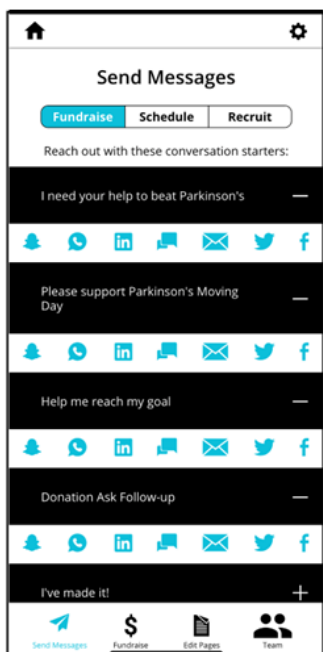 Send Messages
Fundraise Schedule Recruit
Reach out with these conversation starters:
I need your help to beat Parkinson's
Please support Parkinson's Moving
Day
Help me reach my goal
Donation Ask Follow-up
I've made it!
Send Messages Fundraise Edit Pages Team